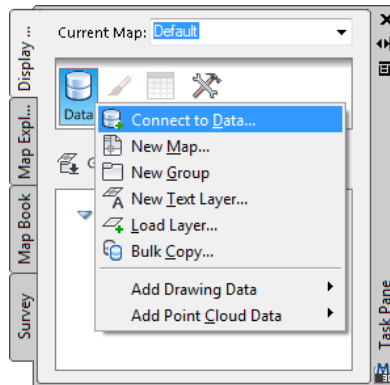 Current Map: Default
Data
G
Connect to Data...
New Map...
New Group
New Text Layer...
Load Layer...
Bulk Copy...
Add Drawing Data
Add Point Cloud Data
Display ...
Map Expl...
Map Book
Survey
Task Pane